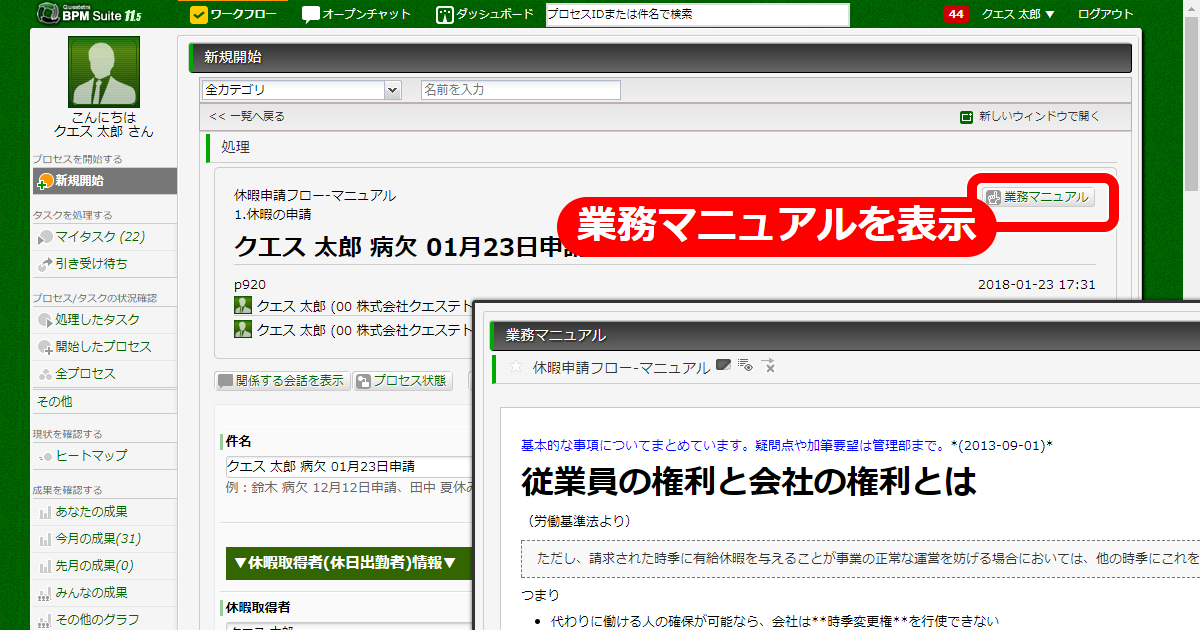 Questetra
BPM Suite 11.5
ワークフロー
オープンチャット
ダッシュボード
プロセスIDまたは件名で検索
44
クエス 太郎 ▼
ログアウト
こんにちは
クエス 太郎 さん
プロセスを開始する
新規開始
タスクを処理する
マイタスク (22)
引き受け待ち
プロセス/タスクの状況確認
処理したタスク
開始したプロセス
全プロセス
その他
現状を確認する
ヒートマップ
成果を確認する
あなたの成果
今月の成果(31)
先月の成果(0)
みんなの成果
その他のグラフ
新規開始
全カテゴリ
名前を入力
<< 一覧へ戻る
新しいウィンドウで開く
処理
休暇申請フロー-マニュアル
1.休暇の申請
業務マニュアル
業務マニュアルを表示
クエス 太郎 病欠 01月23日申請
p920
2018-01-23 17:31
クエス 太郎 (00 株式会社クエステト
クエス 太郎 (00 株式会社クエステト
関係する会話を表示
プロセス状態
件名
クエス 太郎 病欠 01月23日申請
例：鈴木 病欠 12月12日申請、田中 夏休み
▼休暇取得者(休日出勤者)情報▼
休暇取得者
クエス 太郎
業務マニュアル
休暇申請フロー-マニュアル
基本的な事項についてまとめています。疑問点や加筆要望は管理部まで。*(2013-09-01)*
従業員の権利と会社の権利とは
（労働基準法より）
ただし、請求された時季に有給休暇を与えることが事業の正常な運営を妨げる場合においては、他の時季にこれを
つまり
• 代わりに働ける人の確保が可能なら、会社は**時季変更権**を行使できない